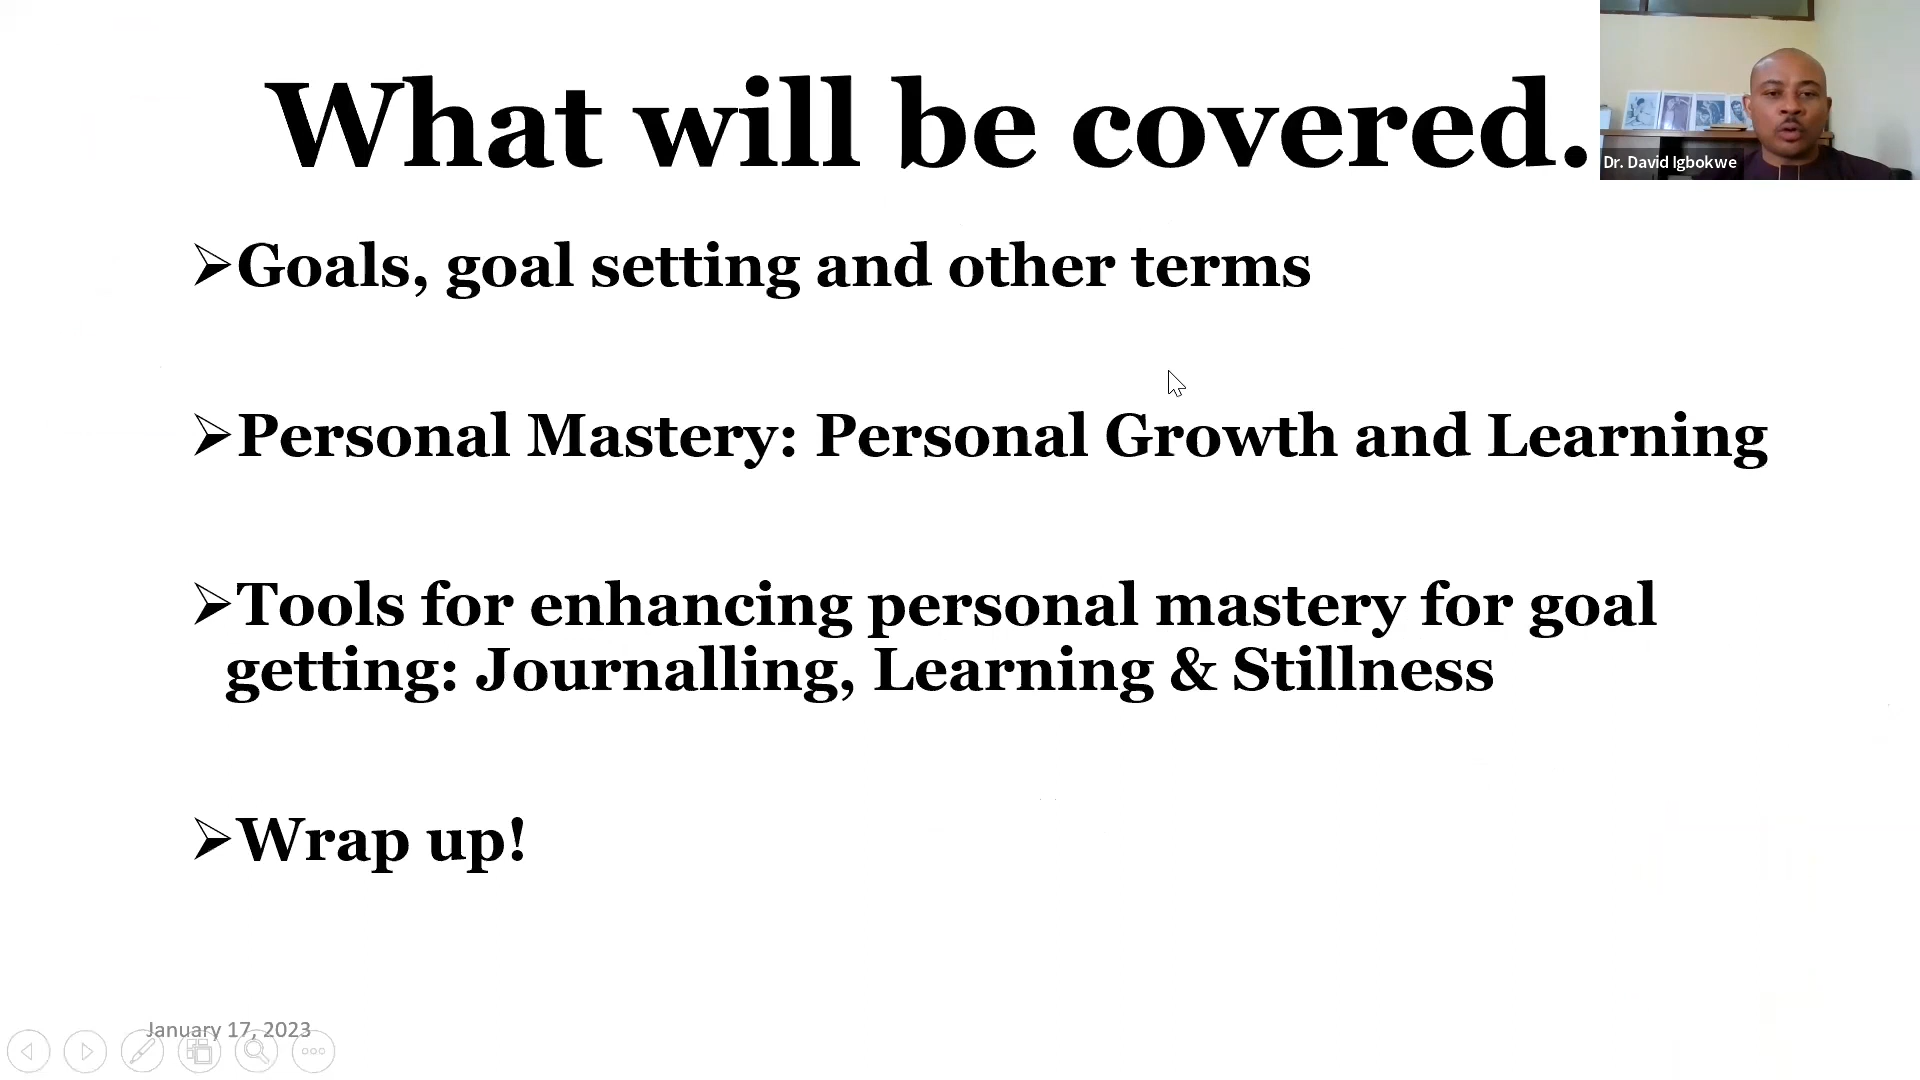 What will be covered.
Dr. David Igbokwe
➢Goals, goal setting and other terms
➢Personal Mastery: Personal Growth and Learning
➢Tools for enhancing personal mastery for goal
getting: Journalling, Learning & Stillness
➢Wrap up!
January 17, 2023